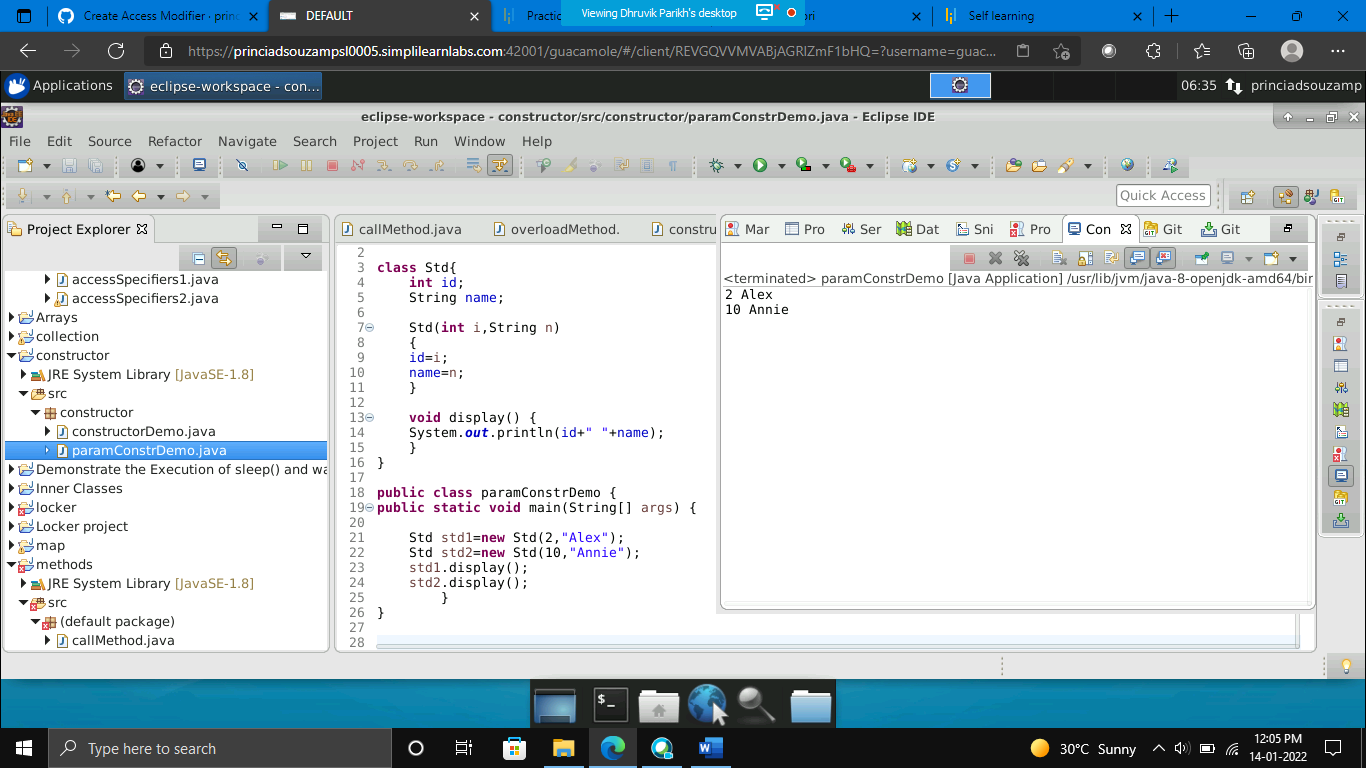 Create Access Modifier · princ
DEFAULT
Practic
Viewing Dhruvik Parikh's desktop
ori
Self learning
https://princiadsouzampsl0005.simplilearnlabs.com:42001/guacamole/#/client/REVGQVVMVABjAGRlZmF1bHQ=?username=guac...
Applications
eclipse-workspace - con...
06:35
princiadsouzamp
eclipse-workspace - constructor/src/constructor/paramConstrDemo.java - Eclipse IDE
File Edit Source Refactor Navigate Search Project Run Window Help
Quick Access
Project Explorer
accessSpecifiers1.java
accessSpecifiers2.java
Arrays
collection
constructor
JRE System Library [JavaSE-1.8]
src
constructor
constructorDemo.java
paramConstrDemo.java
Demonstrate the Execution of sleep() and wa
Inner Classes
locker
Locker project
map
methods
JRE System Library [JavaSE-1.8]
src
(default package)
callMethod.java
callMethod.java
overloadMethod.
constru
2
3 class Std{
4 int id;
5 String name;
6
7 Std(int i,String n)
8 {
9 id=i;
10 name=n;
11 }
12
13 void display() {
14 System.out.println(id+" "+name);
15 }
16 }
17
18 public class paramConstrDemo {
19 public static void main(String[] args) {
20
21 Std std1=new Std(2,"Alex");
22 Std std2=new Std(10,"Annie");
23 std1.display();
24 std2.display();
25 }
26 }
27
28
Mar Pro Ser Dat Sni Pro Con Git Git
<terminated> paramConstrDemo [Java Application] /usr/lib/jvm/java-8-openjdk-amd64/bin
2 Alex
10 Annie
Type here to search
30°C Sunny
12:05 PM
14-01-2022